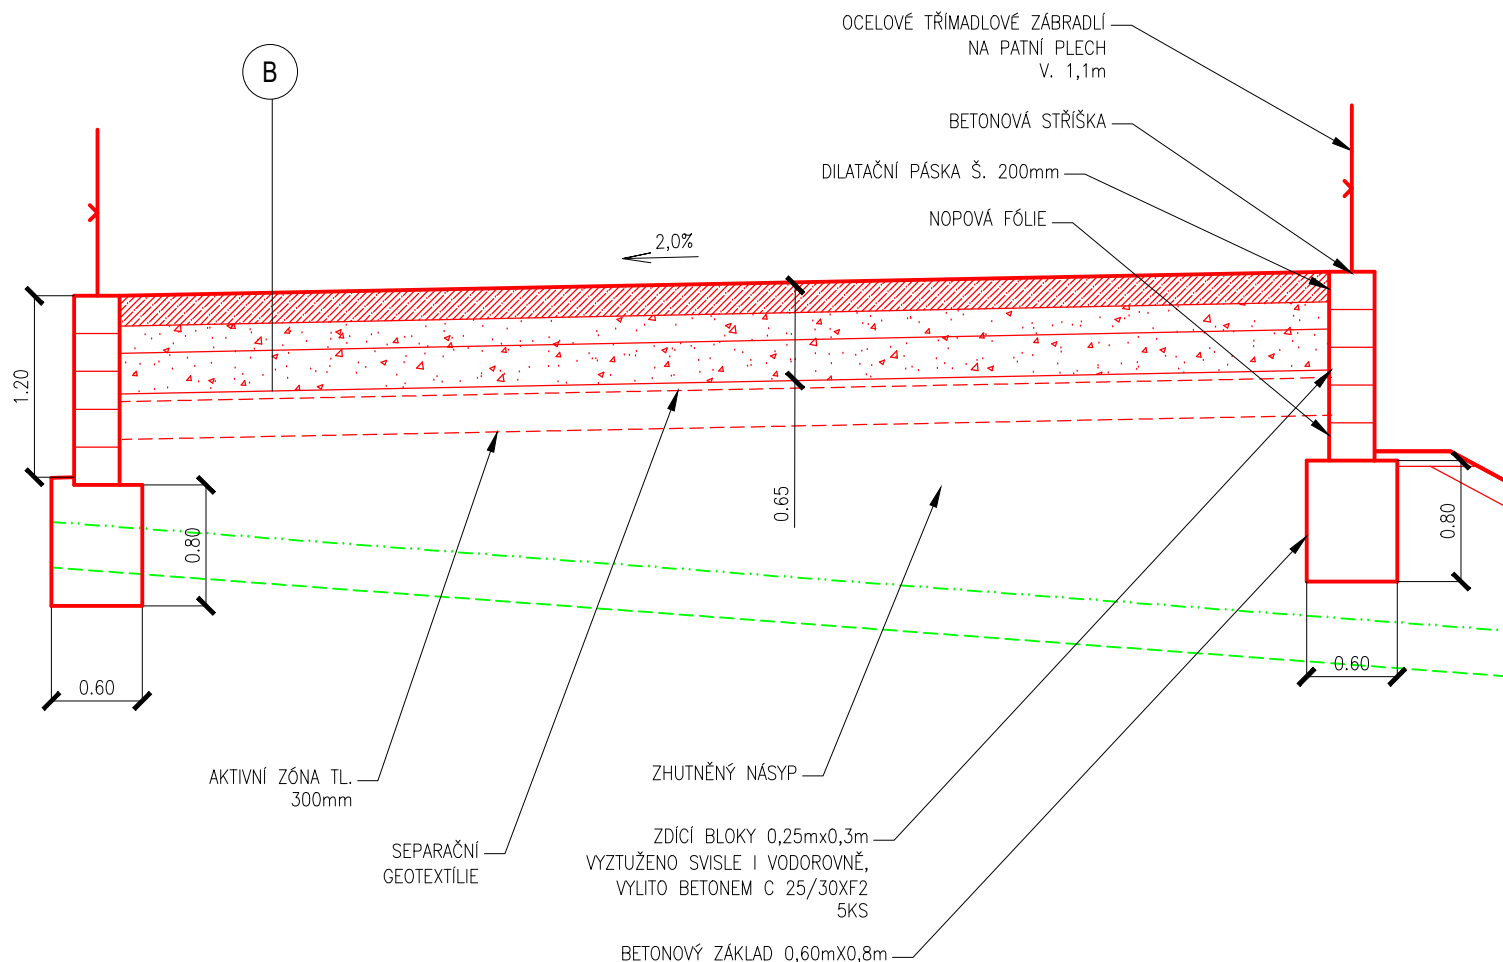 OCELOVÉ TŘÍMADLOVÉ ZÁBRADLÍ
NA PATNÍ PLECH
V. 1,1m
B
BETONOVÁ STŘÍŠKA
DILATAČNÍ PÁSKA Š. 200mm
NOPOVÁ FÓLIE
2,0%
1.20
0.65
0.80
0.80
0.60
0.60
AKTIVNÍ ZÓNA TL.
300mm
ZHUTNĚNÝ NÁSYP
SEPARAČNÍ
GEOTEXTÍLIE
ZDÍCÍ BLOKY 0,25mx0,3m
VYZTUŽENO SVISLE I VODOROVNĚ,
VYLITO BETONEM C 25/30XF2
5KS
BETONOVÝ ZÁKLAD 0,60mX0,8m